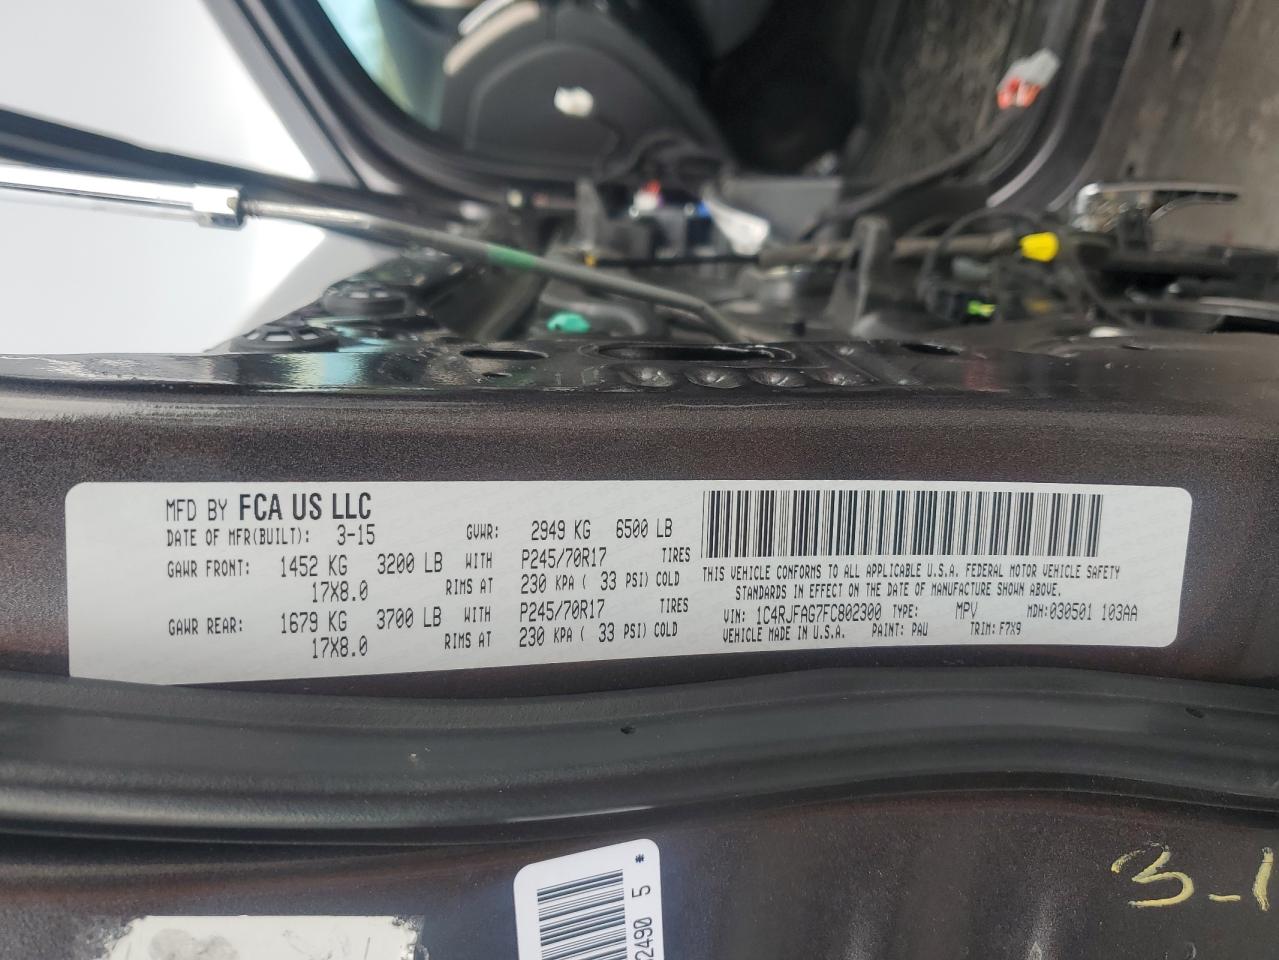 MFD BY FCA US LLC
DATE OF MFR(BUILT): 3-15 GVWR: 2949 KG 6500 LB
GAWR FRONT: 1452 KG 3200 LB WITH P245/70R17 TIRES
17X8.0 RIMS AT 230 KPA ( 33 PSI) COLD
GAWR REAR: 1679 KG 3700 LB WITH P245/70R17 TIRES
17X8.0 RIMS AT 230 KPA ( 33 PSI) COLD
THIS VEHICLE CONFORMS TO ALL APPLICABLE U.S.A. FEDERAL MOTOR VEHICLE SAFETY
STANDARDS IN EFFECT ON THE DATE OF MANUFACTURE SHOWN ABOVE.
VIN: 1C4RJFAG7FC802300 TYPE: MPV MDH: 030501 103AA
VEHICLE MADE IN U.S.A. PAINT: PAU TRIM: F7X9
2490 5 *
3-1